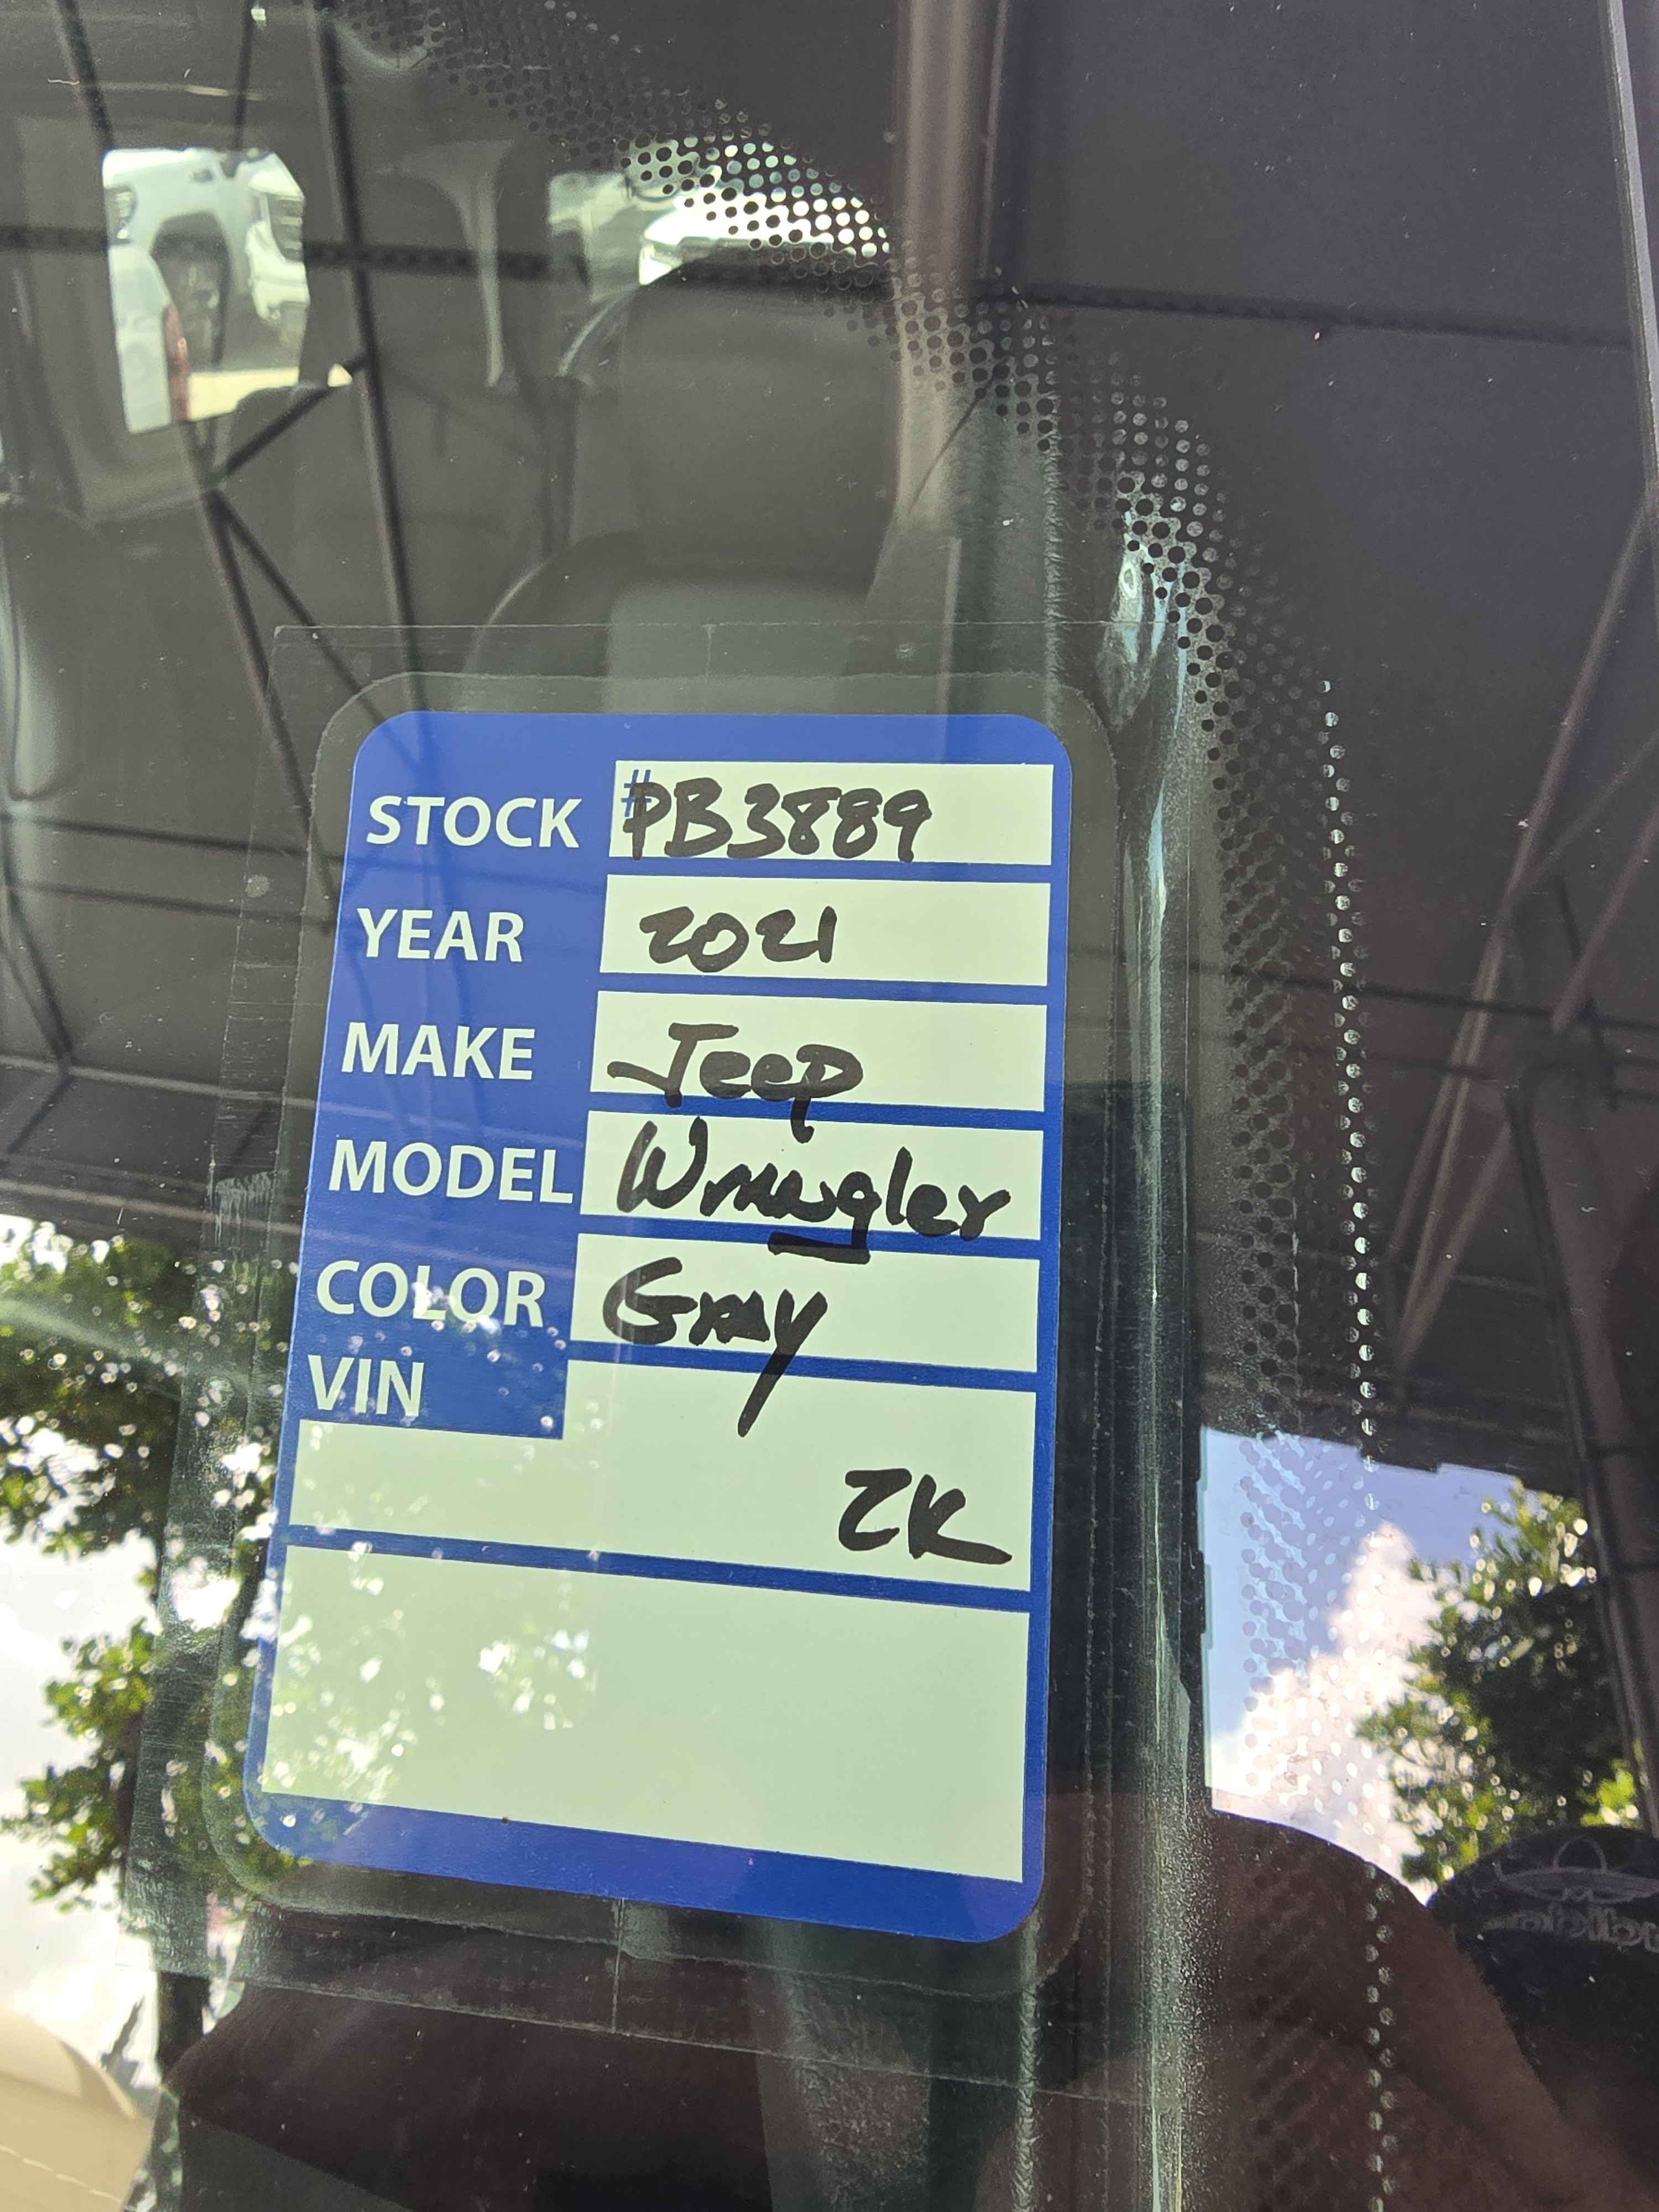 STOCK #PB3889
YEAR 2021
MAKE Jeep
MODEL Wrangler
COLOR Gray
VIN
ZK